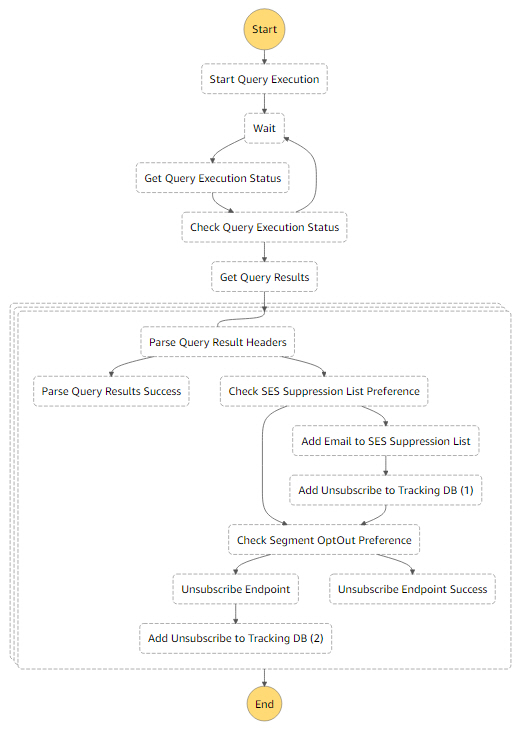 Start
Start Query Execution
Wait
Get Query Execution Status
Check Query Execution Status
Get Query Results
Parse Query Result Headers
Parse Query Results Success
Check SES Suppression List Preference
Add Email to SES Suppression List
Add Unsubscribe to Tracking DB (1)
Check Segment OptOut Preference
Unsubscribe Endpoint
Unsubscribe Endpoint Success
Add Unsubscribe to Tracking DB (2)
End